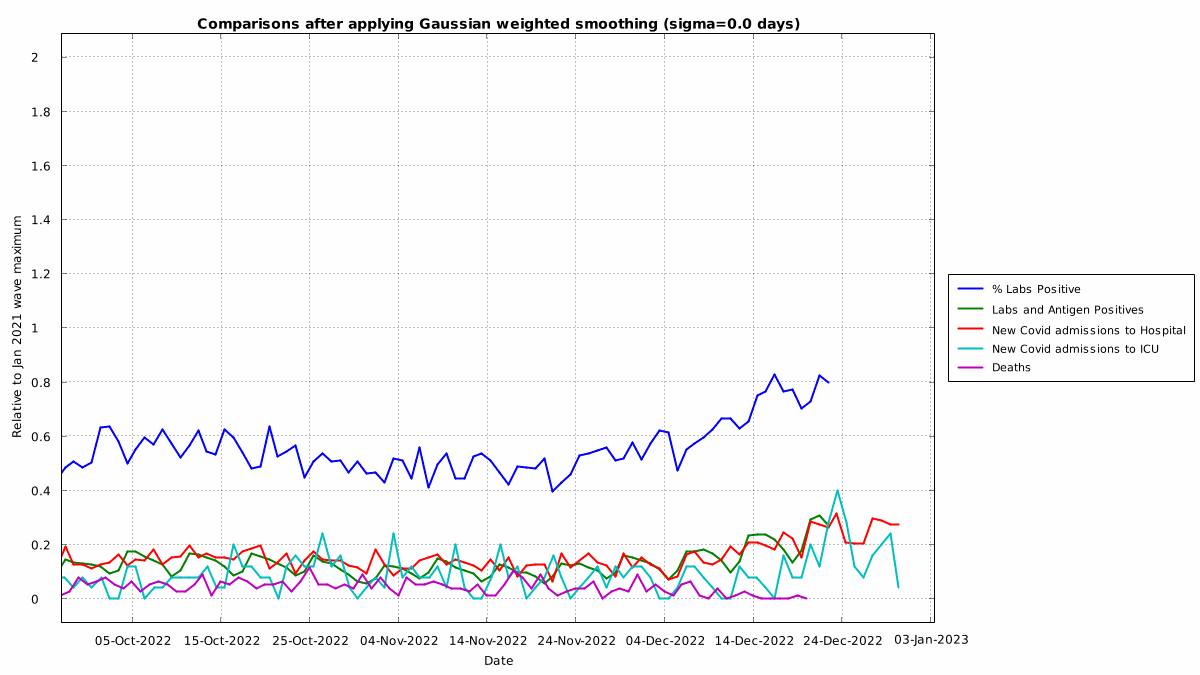 Comparisons after applying Gaussian weighted smoothing (sigma=0.0 days)
2
1.8
1.6
1.4
1.2
1
0.8
0.6
0.4
0.2
0
Relative to Jan 2021 wave maximum
05-Oct-2022 15-Oct-2022 25-Oct-2022 04-Nov-2022 14-Nov-2022 24-Nov-2022 04-Dec-2022 14-Dec-2022 24-Dec-2022 03-Jan-2023
Date
% Labs Positive
Labs and Antigen Positives
New Covid admissions to Hospital
New Covid admissions to ICU
Deaths